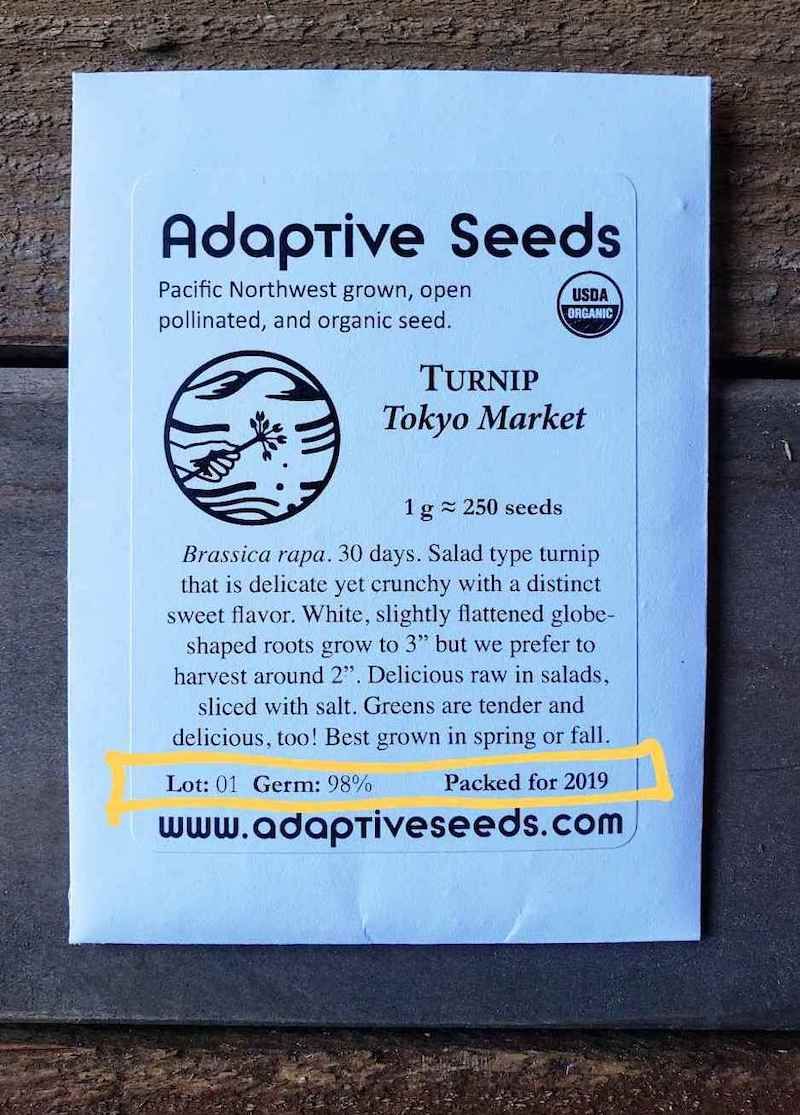 Adaptive Seeds
Pacific Northwest grown, open
pollinated, and organic seed.
USDA
ORGANIC
TURNIP
Tokyo Market
1 g ≈ 250 seeds
Brassica rapa. 30 days. Salad type turnip
that is delicate yet crunchy with a distinct
sweet flavor. White, slightly flattened globe-
shaped roots grow to 3” but we prefer to
harvest around 2”. Delicious raw in salads,
sliced with salt. Greens are tender and
delicious, too! Best grown in spring or fall.
Lot: 01 Germ: 98% Packed for 2019
www.adaptiveseeds.com